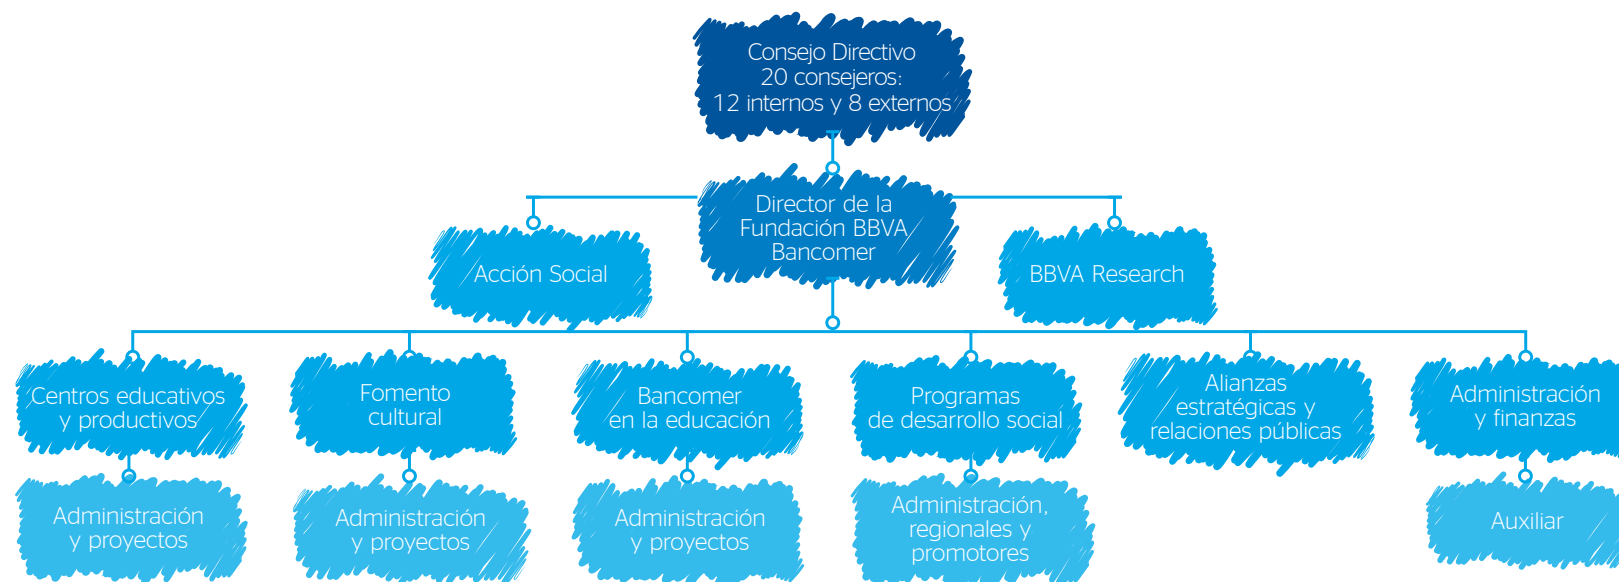 Consejo Directivo
20 consejeros:
12 internos y 8 externos
Director de la
Fundación BBVA
Bancomer
Acción Social
BBVA Research
Centros educativos
y productivos
Fomento
cultural
Bancomer
en la educación
Programas
de desarrollo social
Alianzas
estratégicas y
relaciones públicas
Administración
y finanzas
Administración
y proyectos
Administración
y proyectos
Administración
y proyectos
Administración,
regionales y
promotores
Auxiliar